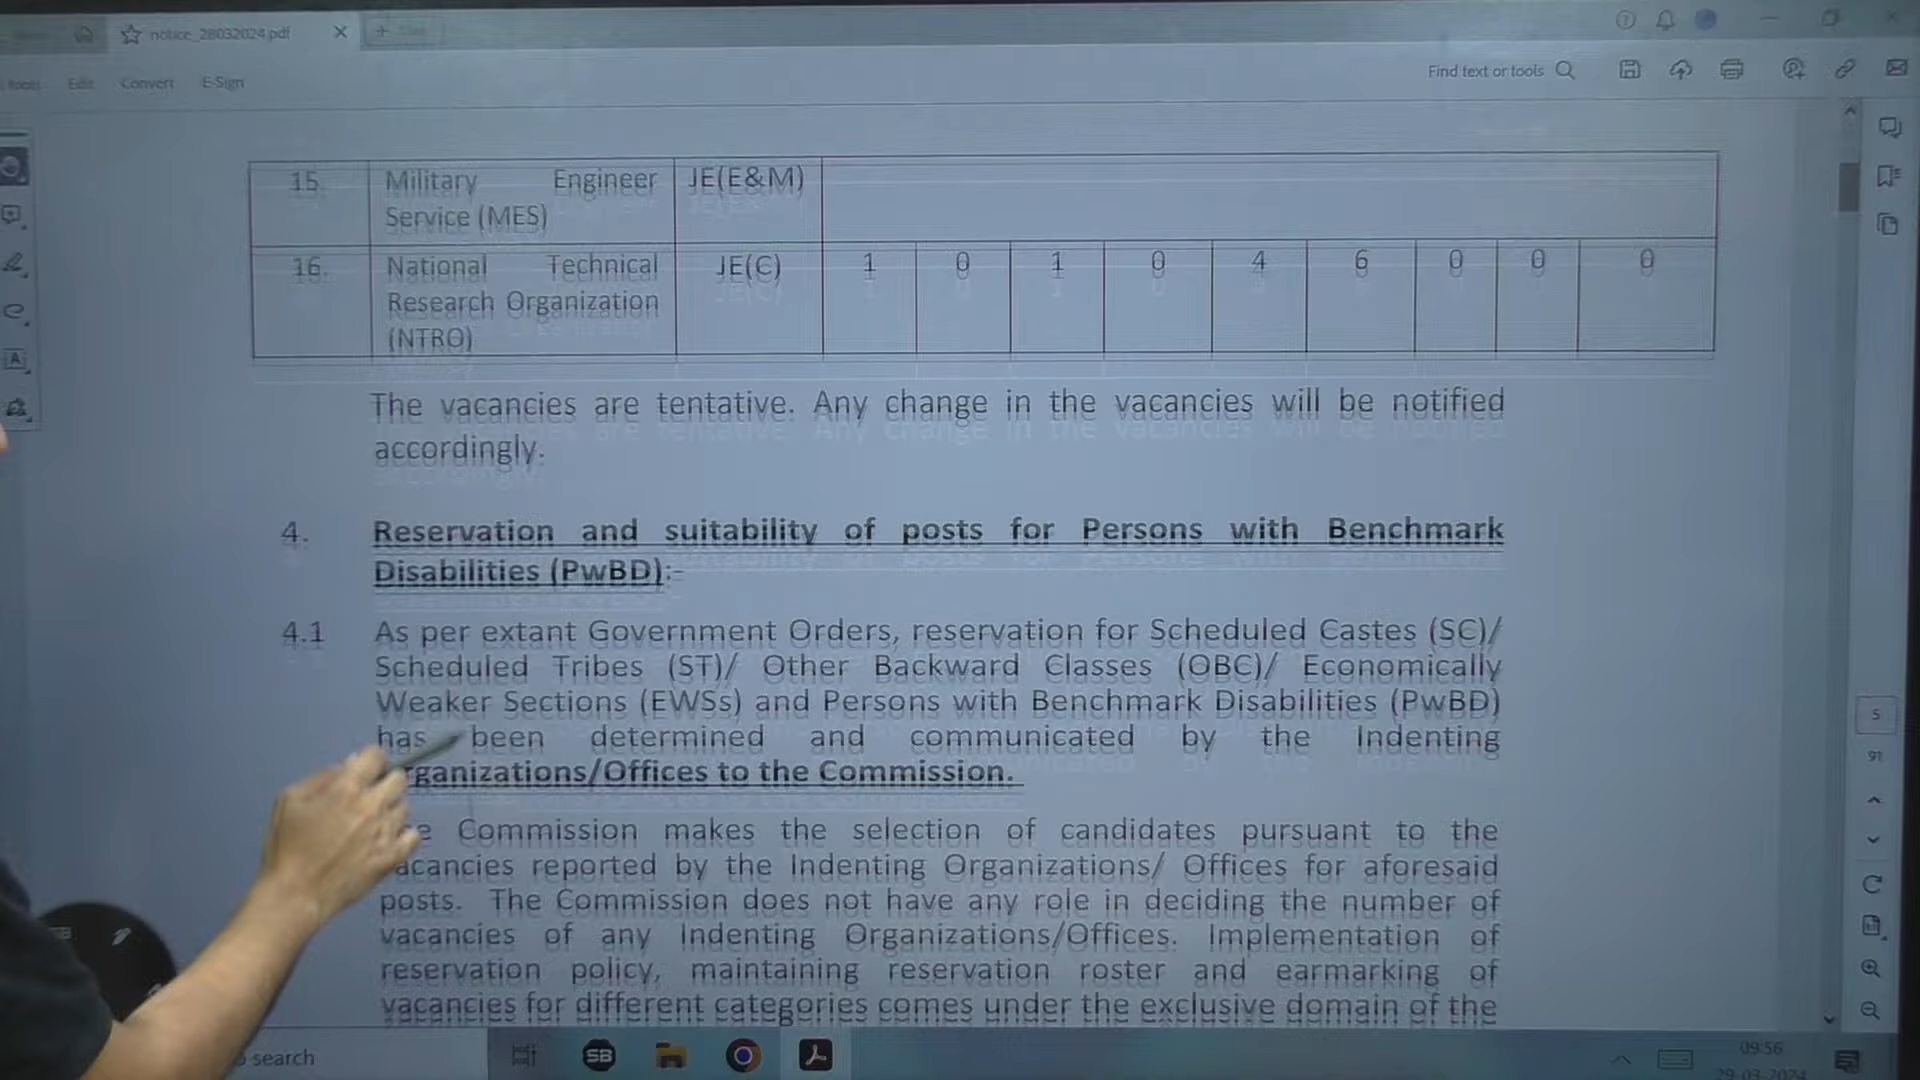 notice_28032024.pdf
Edit Convert E-Sign
Find text or tools
15. Military Engineer JE(E&M)
Service (MES)
16. National Technical JE(C) 1 0 1 0 4 6 0 0 0
Research Organization
(NTRO)
The vacancies are tentative. Any change in the vacancies will be notified
accordingly.
4. Reservation and suitability of posts for Persons with Benchmark
Disabilities (PwBD):-
4.1 As per extant Government Orders, reservation for Scheduled Castes (SC)/
Scheduled Tribes (ST)/ Other Backward Classes (OBC)/ Economically
Weaker Sections (EWSs) and Persons with Benchmark Disabilities (PwBD)
has been determined and communicated by the Indenting
rganizations/Offices to the Commission.
e Commission makes the selection of candidates pursuant to the
acancies reported by the Indenting Organizations/ Offices for aforesaid
posts. The Commission does not have any role in deciding the number of
vacancies of any Indenting Organizations/Offices. Implementation of
reservation policy, maintaining reservation roster and earmarking of
vacancies for different categories comes under the exclusive domain of the
5
91
search
SB
09:56
29-03-2024